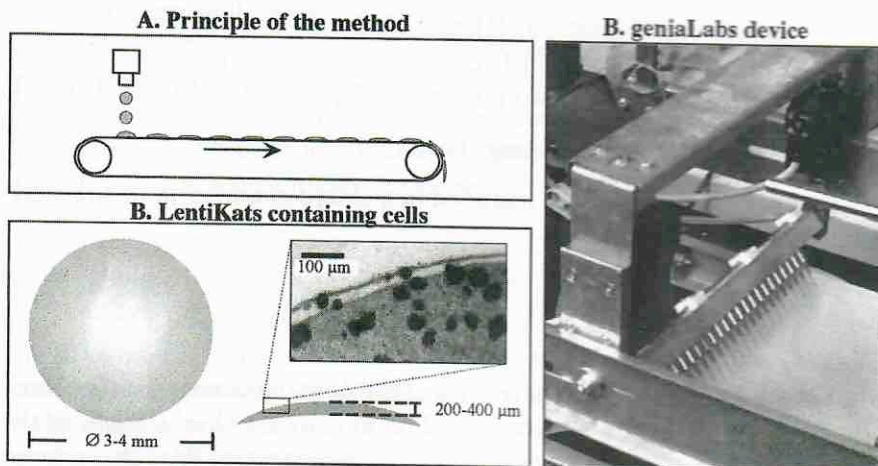 A. Principle of the method
B. geniaLabs device
B. LentiKats containing cells
100 µm
200-400 µm
Ø 3-4 mm